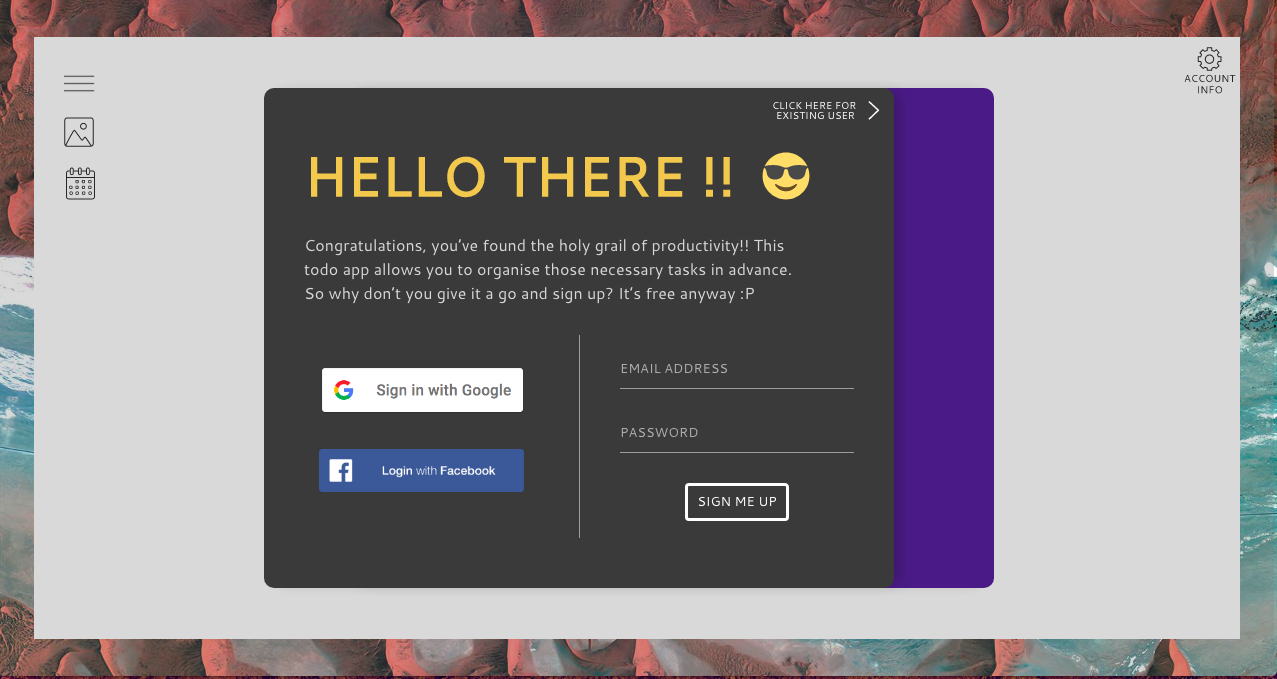 ACCOUNT
INFO
CLICK HERE FOR
EXISTING USER
HELLO THERE !!
Congratulations, you’ve found the holy grail of productivity!! This
todo app allows you to organise those necessary tasks in advance.
So why don’t you give it a go and sign up? It’s free anyway :P
Sign in with Google
Login with Facebook
EMAIL ADDRESS
PASSWORD
SIGN ME UP